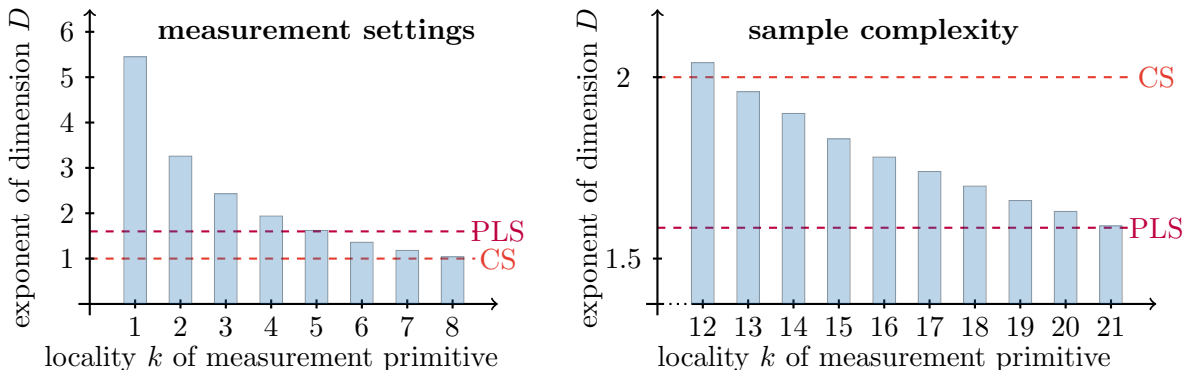 measurement settings
exponent of dimension D
6
5
4
3
2
1
PLS
CS
1 2 3 4 5 6 7 8
locality k of measurement primitive
sample complexity
exponent of dimension D
2
1.5
CS
PLS
12 13 14 15 16 17 18 19 20 21
locality k of measurement primitive